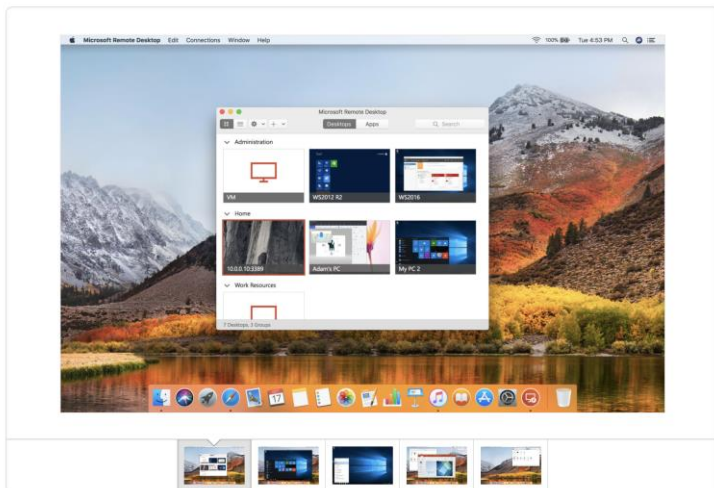 Microsoft Remote Desktop Edit Connections Window Help
100% Tue 4:53 PM
Microsoft Remote Desktop
Desktops Apps Search
Administration
VM WS2012 R2 WS2016
Home
10.0.0.10:3389 Adam's PC My PC 2
Work Resources
7 Desktops, 3 Groups
17